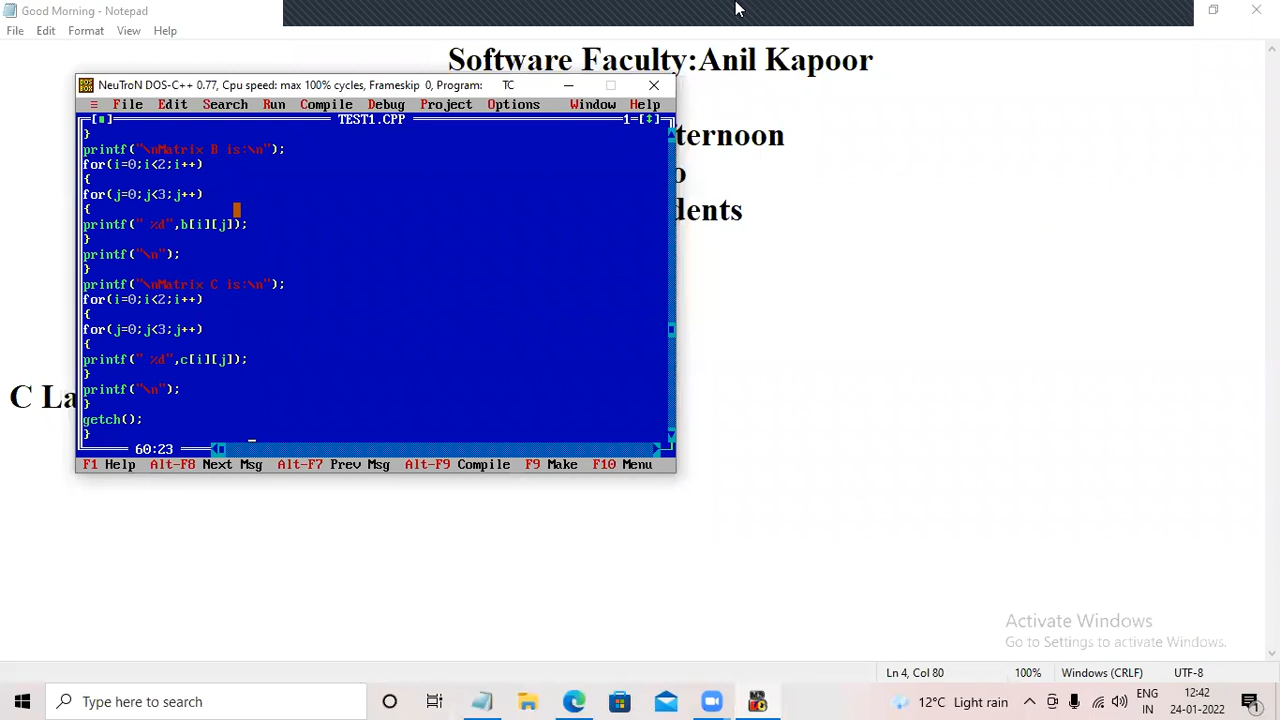 Good Morning - Notepad
File Edit Format View Help
Software Faculty:Anil Kapoor
ternoon
o
dents
C La
NeuTroN DOS-C++ 0.77, Cpu speed: max 100% cycles, Frameskip 0, Program: TC
≡ File Edit Search Run Compile Debug Project Options Window Help
TEST1.CPP 1=[↕]
}
printf("\nMatrix B is:\n");
for(i=0;i<2;i++)
{
for(j=0;j<3;j++)
{
printf(" %d",b[i][j]);
}
printf("\n");
}
printf("\nMatrix C is:\n");
for(i=0;i<2;i++)
{
for(j=0;j<3;j++)
{
printf(" %d",c[i][j]);
}
printf("\n");
}
getch();
}
60:23
F1 Help Alt-F8 Next Msg Alt-F7 Prev Msg Alt-F9 Compile F9 Make F10 Menu
Activate Windows
Go to Settings to activate Windows.
Ln 4, Col 80 100% Windows (CRLF) UTF-8
Type here to search
12°C Light rain
ENG
IN
12:42
24-01-2022
1